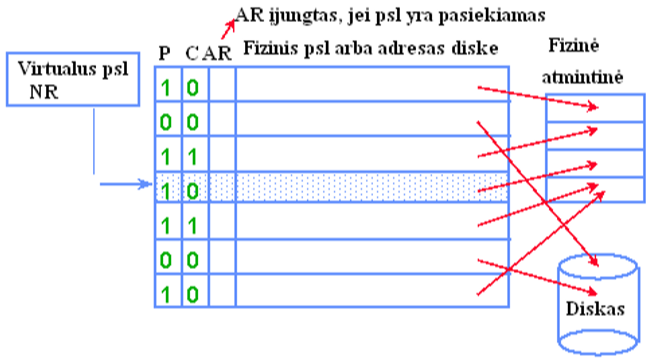 AR įjungtas, jei psl yra pasiekiamas
P C AR Fizinis psl arba adresas diske
Fizinė
atmintinė
Virtualus psl
NR
1 0
0 0
1 1
1 0
1 1
0 0
1 0
Diskas